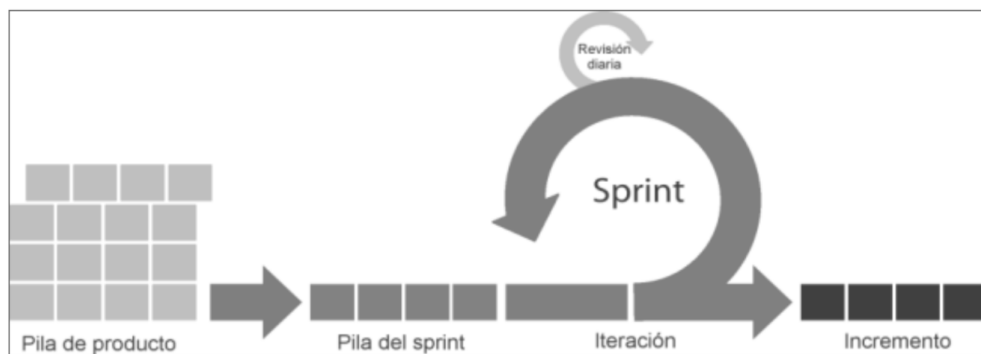 Revisión
diaria
Sprint
Pila de producto
Pila del sprint
Iteración
Incremento